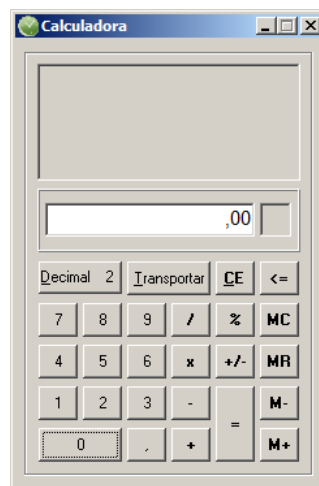 Calculadora
,00
Decimal 2 Transportar CE <=
7 8 9 / % MC
4 5 6 x +/- MR
1 2 3 - = M-
0 , + M+